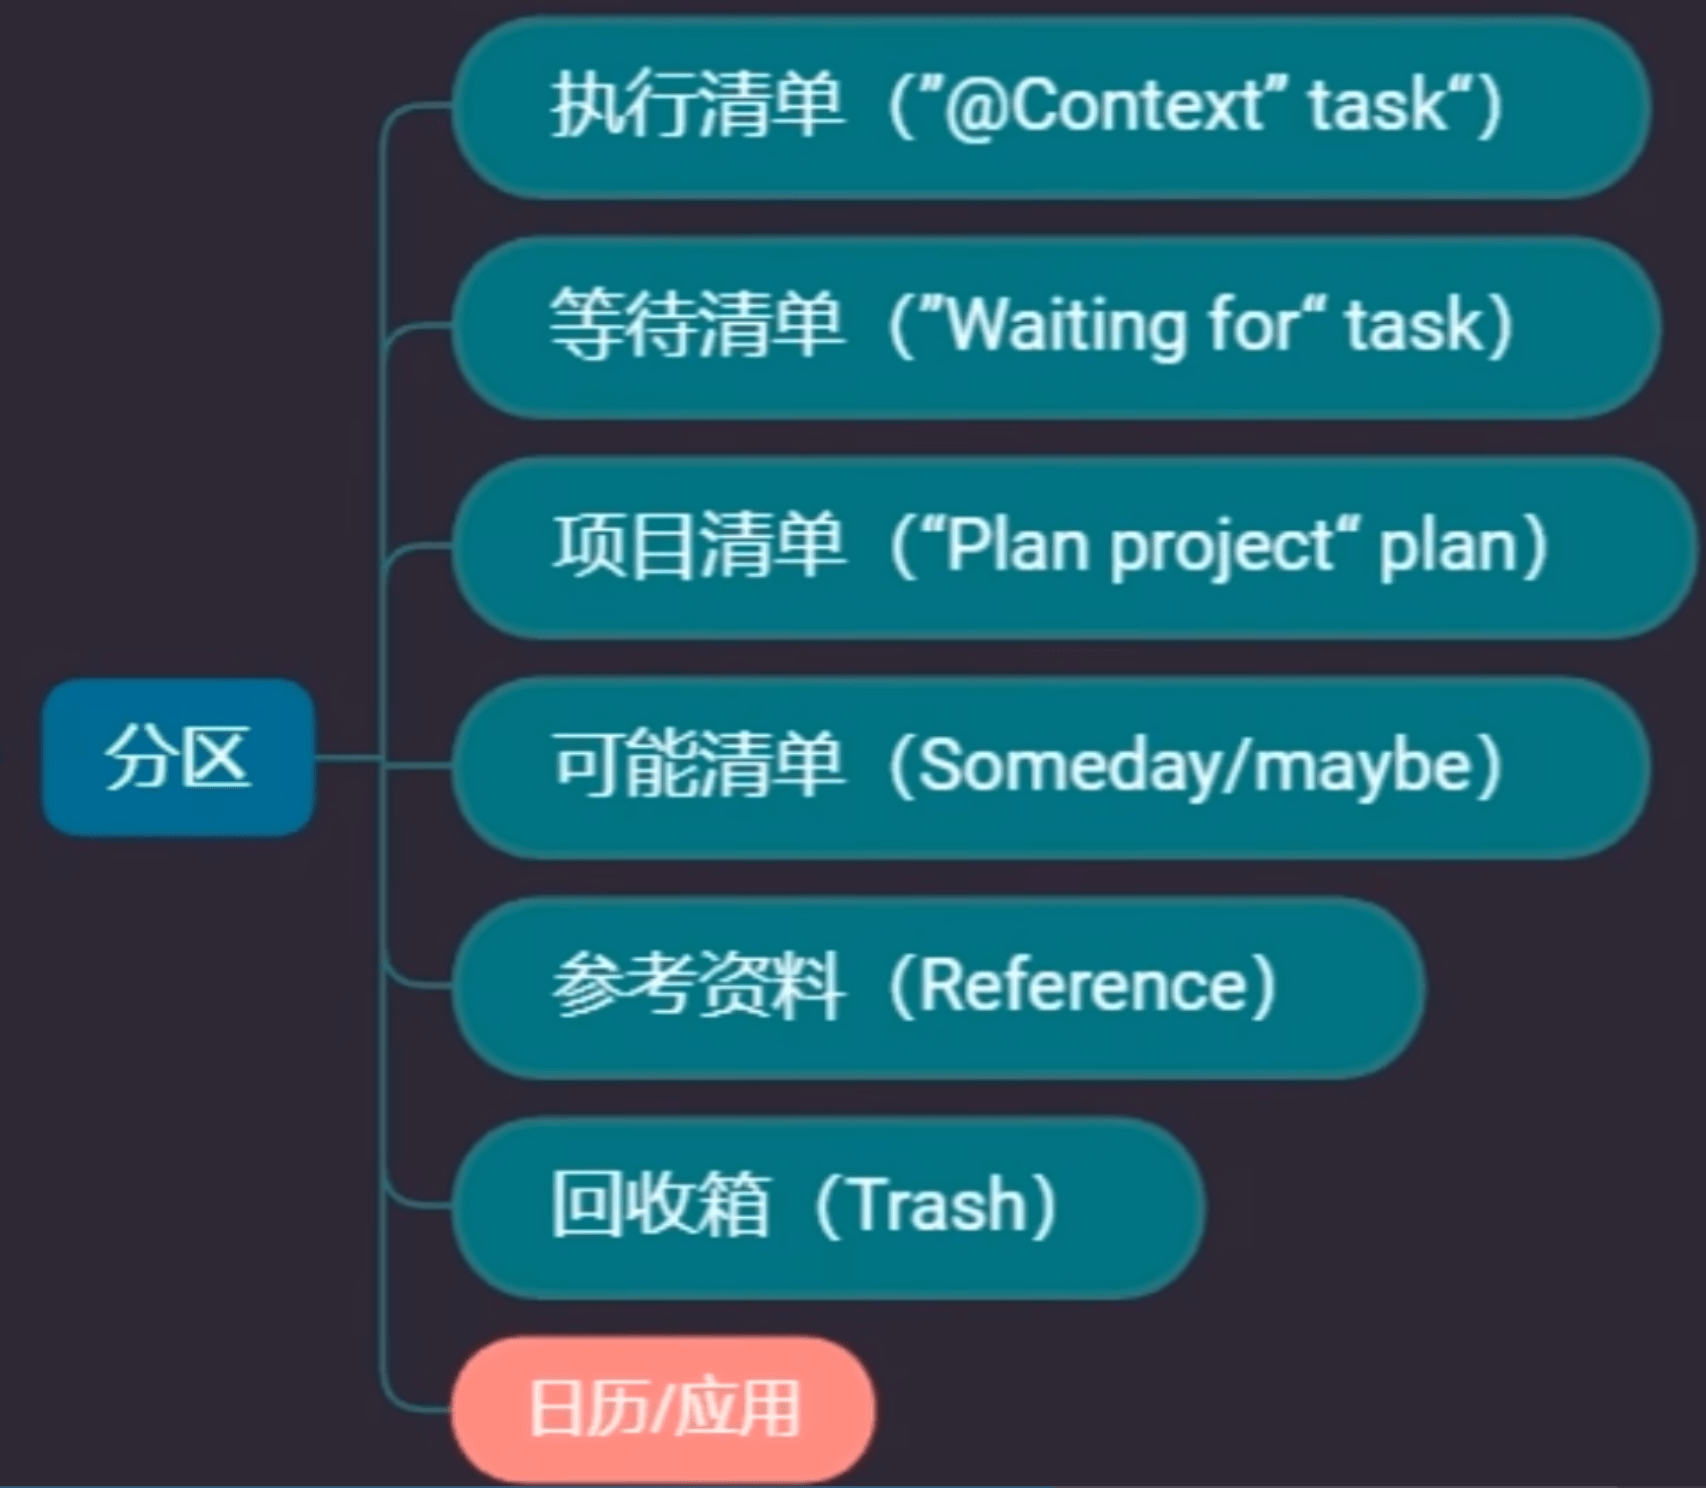 执行清单（”@Context” task“）
等待清单（”Waiting for“ task）
项目清单（“Plan project“ plan）
分区
可能清单（Someday/maybe）
参考资料（Reference）
回收箱（Trash）
日历/应用